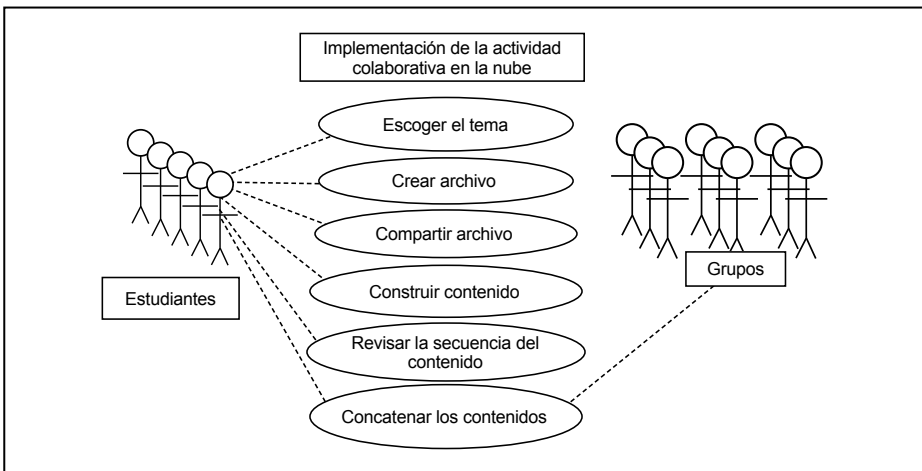 Implementación de la actividad
colaborativa en la nube
Escoger el tema
Crear archivo
Compartir archivo
Construir contenido
Revisar la secuencia del
contenido
Concatenar los contenidos
Estudiantes
Grupos